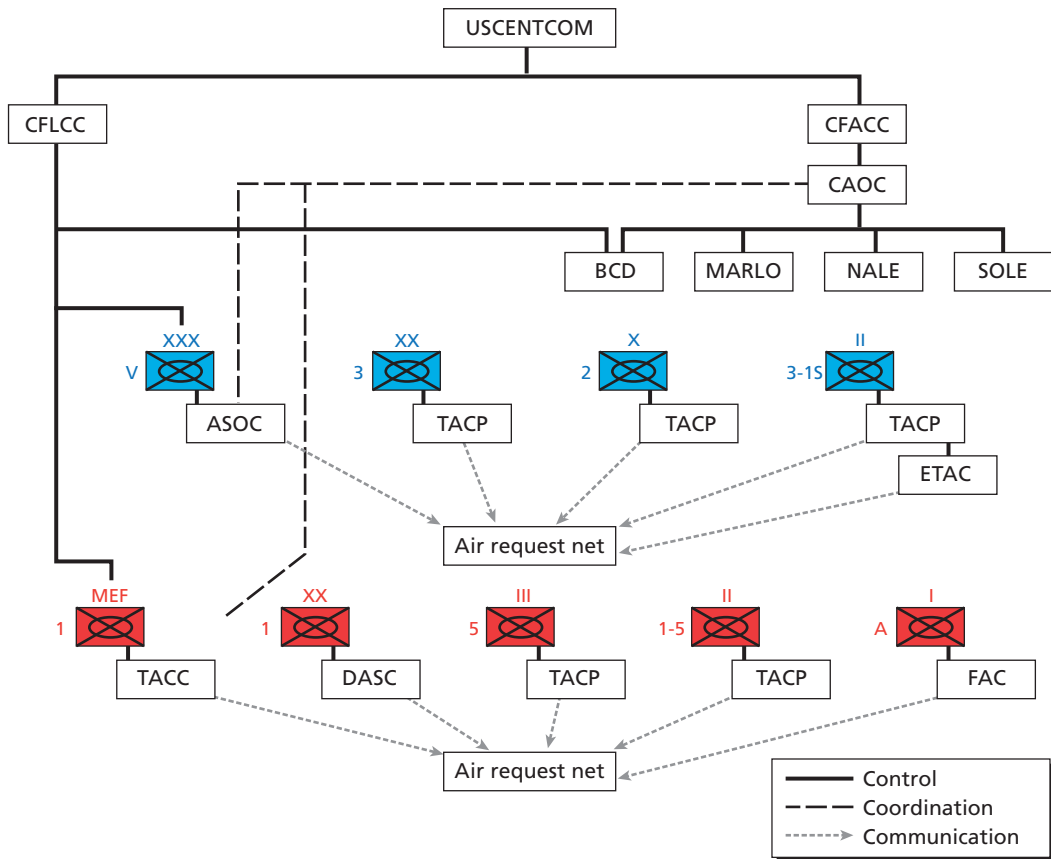 USCENTCOM
CFLCC
CFACC
CAOC
BCD
MARLO
NALE
SOLE
XXX
V
ASOC
XX
3
TACP
X
2
TACP
II
3-1S
TACP
ETAC
Air request net
MEF
1
TACC
XX
1
DASC
III
5
TACP
II
1-5
TACP
I
A
FAC
Air request net
Control
Coordination
Communication